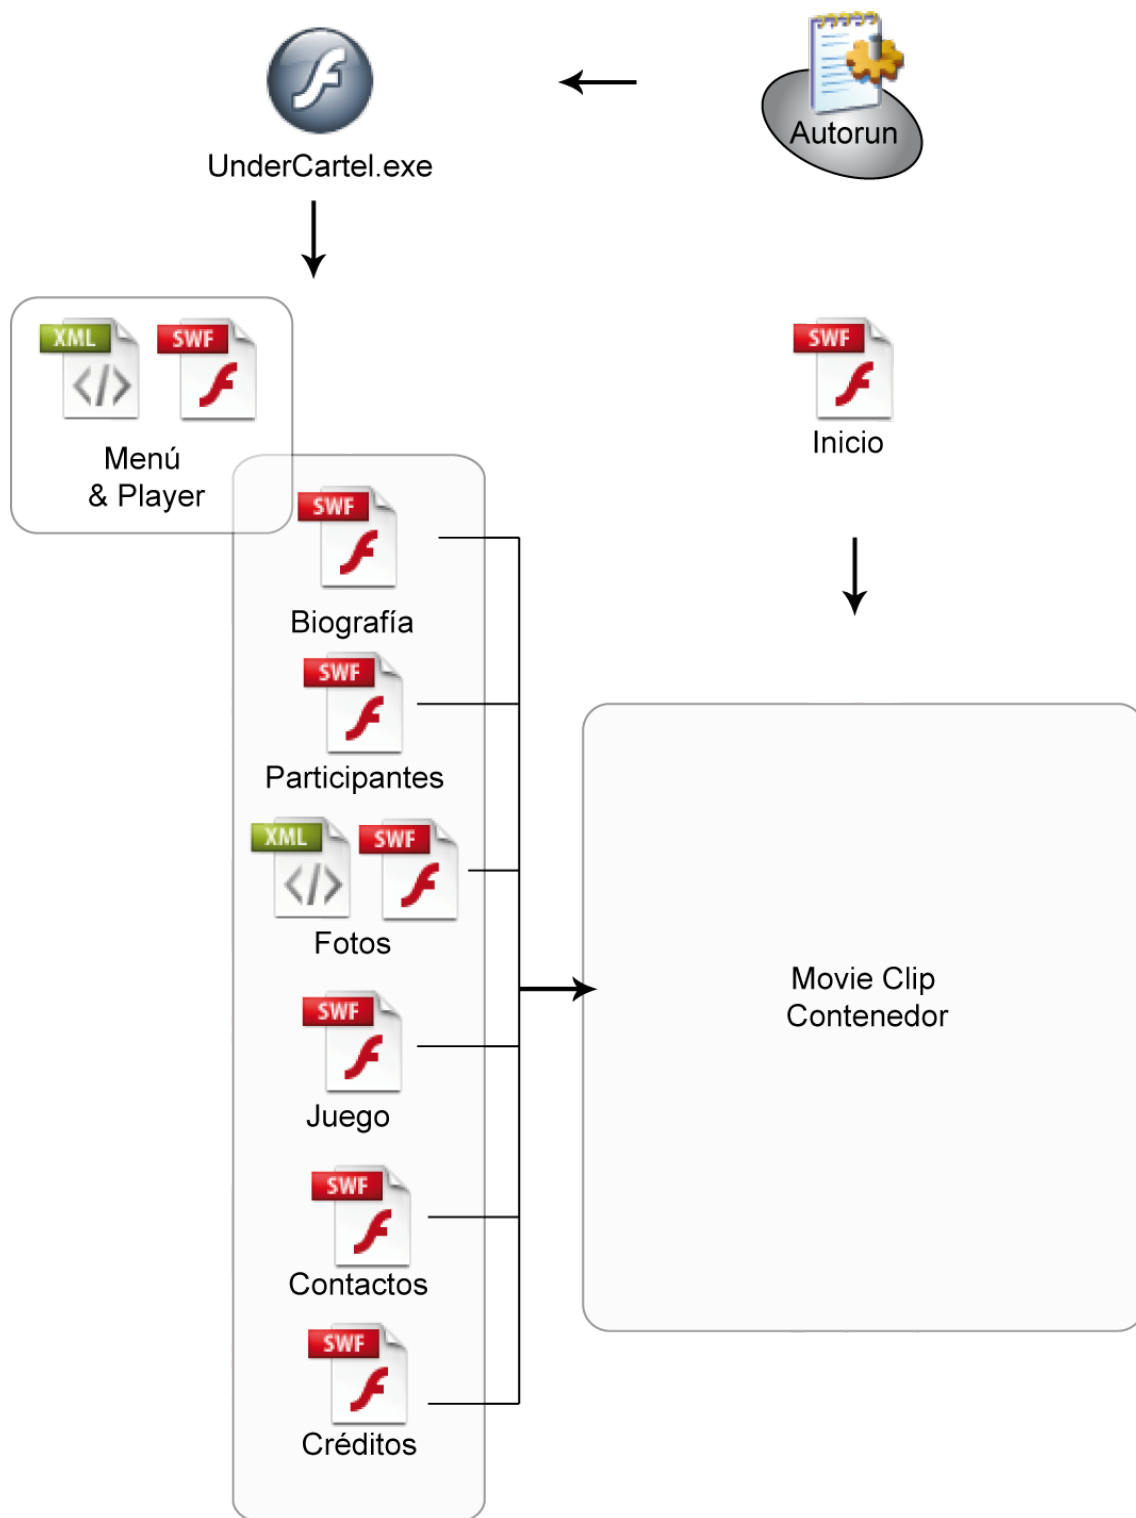 Autorun
UnderCartel.exe
XML
SWF
Menú
& Player
SWF
Inicio
SWF
Biografía
SWF
Participantes
XML
SWF
Fotos
SWF
Juego
SWF
Contactos
SWF
Créditos
Movie Clip
Contenedor